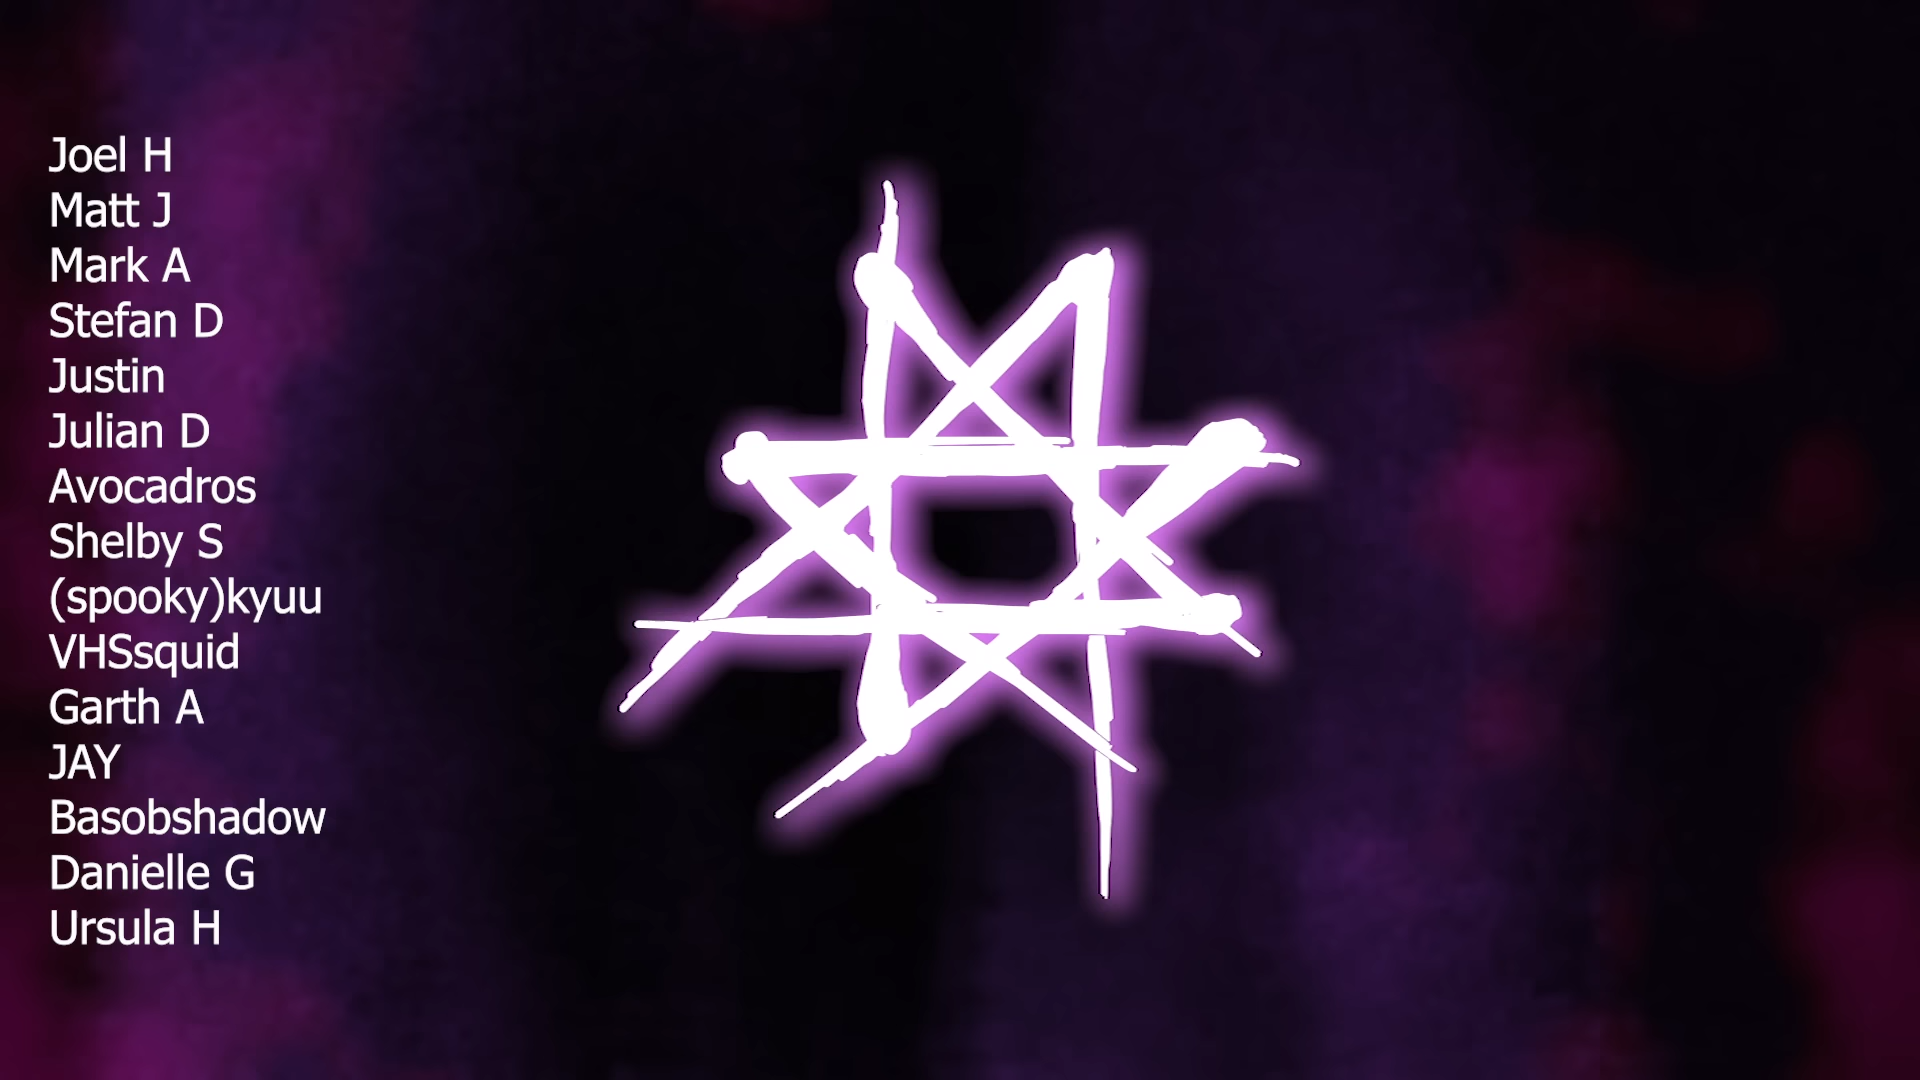 Joel H
Matt J
Mark A
Stefan D
Justin
Julian D
Avocadros
Shelby S
(spooky)kyuu
VHSsquid
Garth A
JAY
Basobshadow
Danielle G
Ursula H